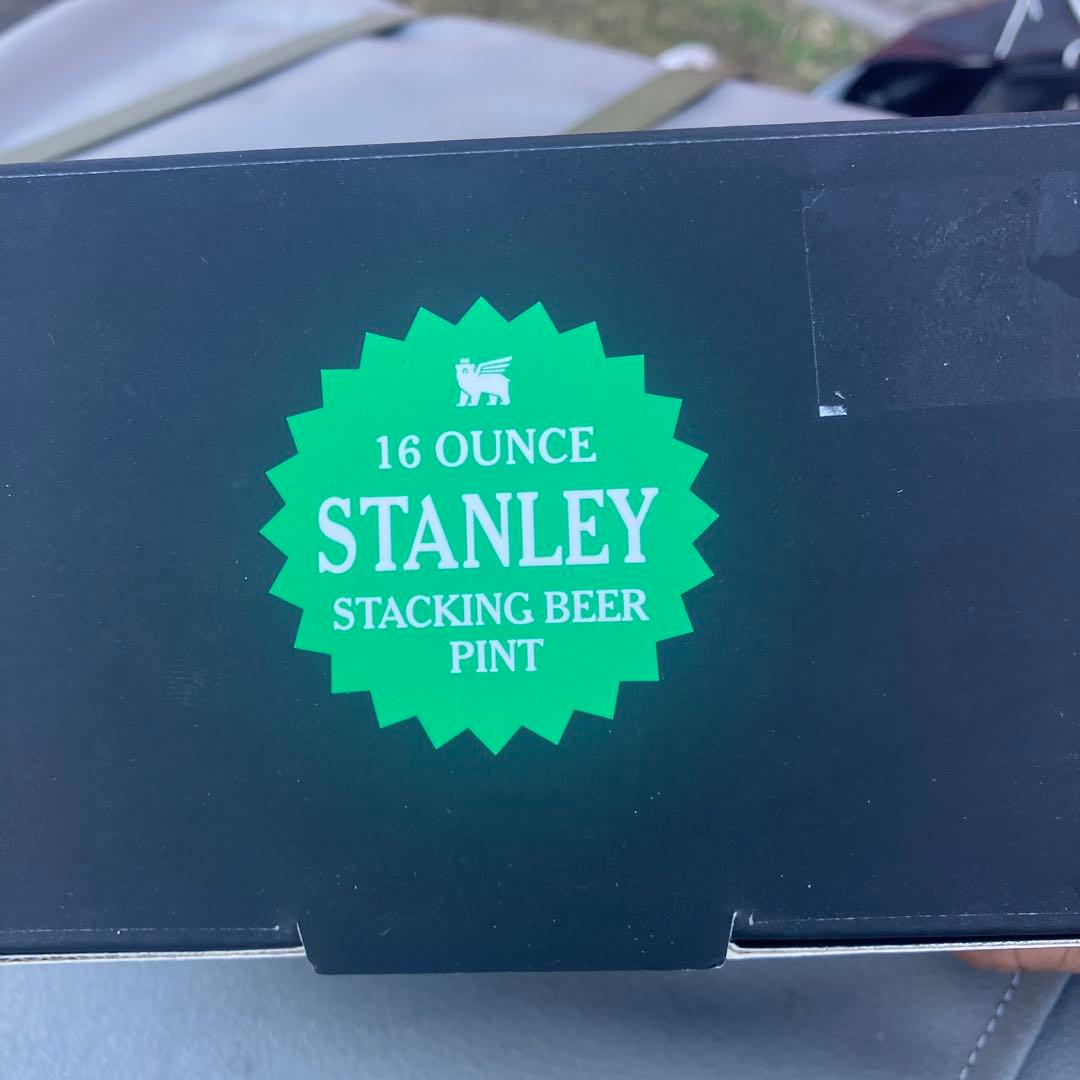 16 OUNCE
STANLEY
STACKING BEER
PINT